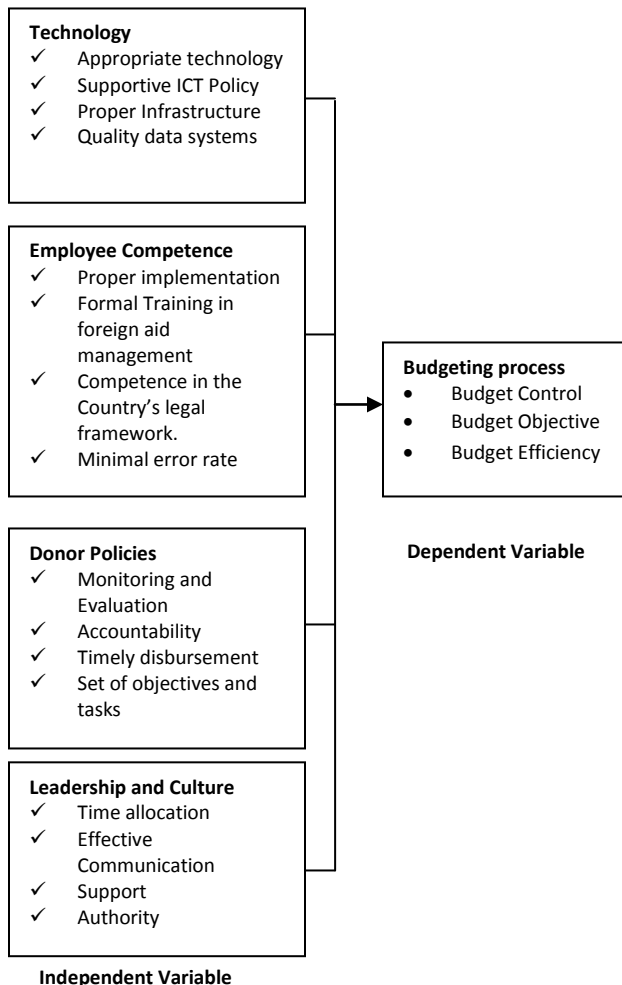 Technology
✓ Appropriate technology
✓ Supportive ICT Policy
✓ Proper Infrastructure
✓ Quality data systems
Employee Competence
✓ Proper implementation
✓ Formal Training in
foreign aid
management
✓ Competence in the
Country’s legal
framework.
✓ Minimal error rate
Donor Policies
✓ Monitoring and
Evaluation
✓ Accountability
✓ Timely disbursement
✓ Set of objectives and
tasks
Leadership and Culture
✓ Time allocation
✓ Effective
Communication
✓ Support
✓ Authority
Independent Variable
Budgeting process
• Budget Control
• Budget Objective
• Budget Efficiency
Dependent Variable